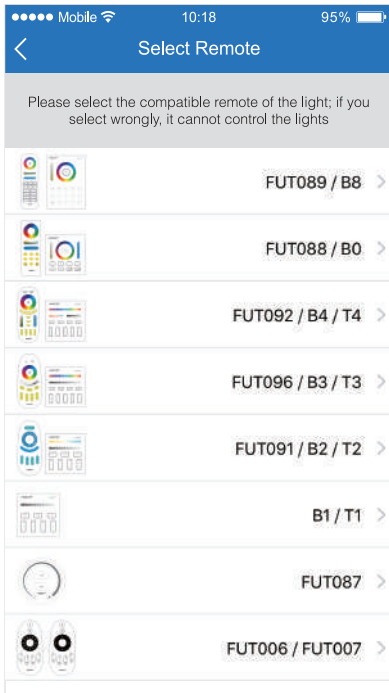 Mobile 10:18 95%
Select Remote
Please select the compatible remote of the light; if you
select wrongly, it cannot control the lights
FUT089 / B8
FUT088 / B0
FUT092 / B4 / T4
FUT096 / B3 / T3
FUT091 / B2 / T2
B1 / T1
FUT087
FUT006 / FUT007